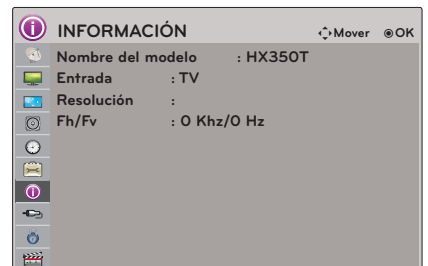 INFORMACIÓN Mover OK
Nombre del modelo : HX350T
Entrada : TV
Resolución :
Fh/Fv : 0 Khz/0 Hz